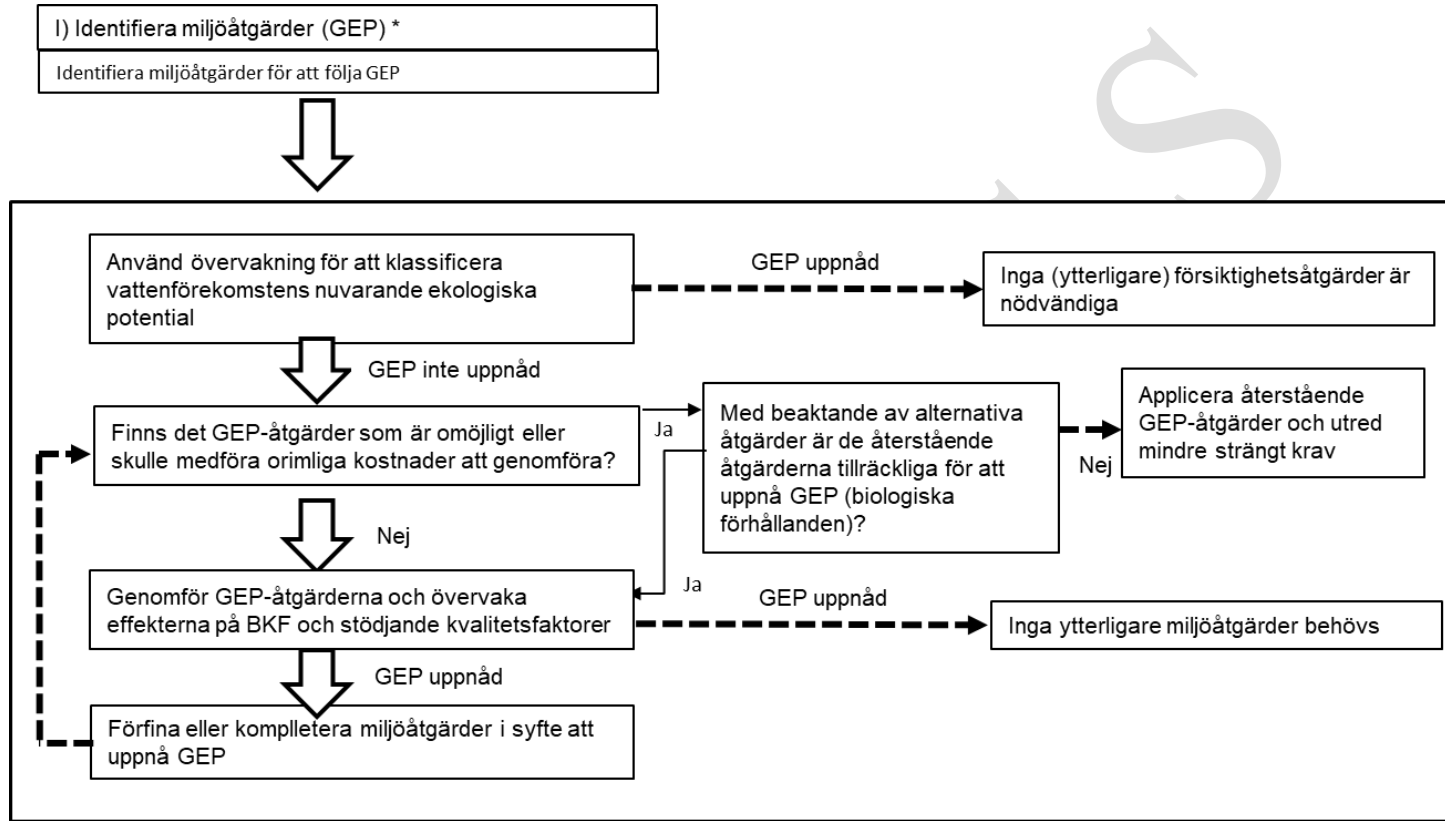 I) Identifiera miljöåtgärder (GEP) *
Identifiera miljöåtgärder för att följa GEP
Använd övervakning för att klassificera
vattenförekomstens nuvarande ekologiska
potential
GEP uppnåd
Inga (ytterligare) försiktighetsåtgärder är
nödvändiga
GEP inte uppnåd
Finns det GEP-åtgärder som är omöjligt eller
skulle medföra orimliga kostnader att genomföra?
Ja
Med beaktande av alternativa
åtgärder är de återstående
åtgärderna tillräckliga för att
uppnå GEP (biologiska
förhållanden)?
Nej
Applicera återstående
GEP-åtgärder och utred
mindre strängt krav
Nej
Ja
Genomför GEP-åtgärderna och övervaka
effekterna på BKF och stödjande kvalitetsfaktorer
GEP uppnåd
Inga ytterligare miljöåtgärder behövs
GEP uppnåd
Förfina eller komplletera miljöåtgärder i syfte att
uppnå GEP
S